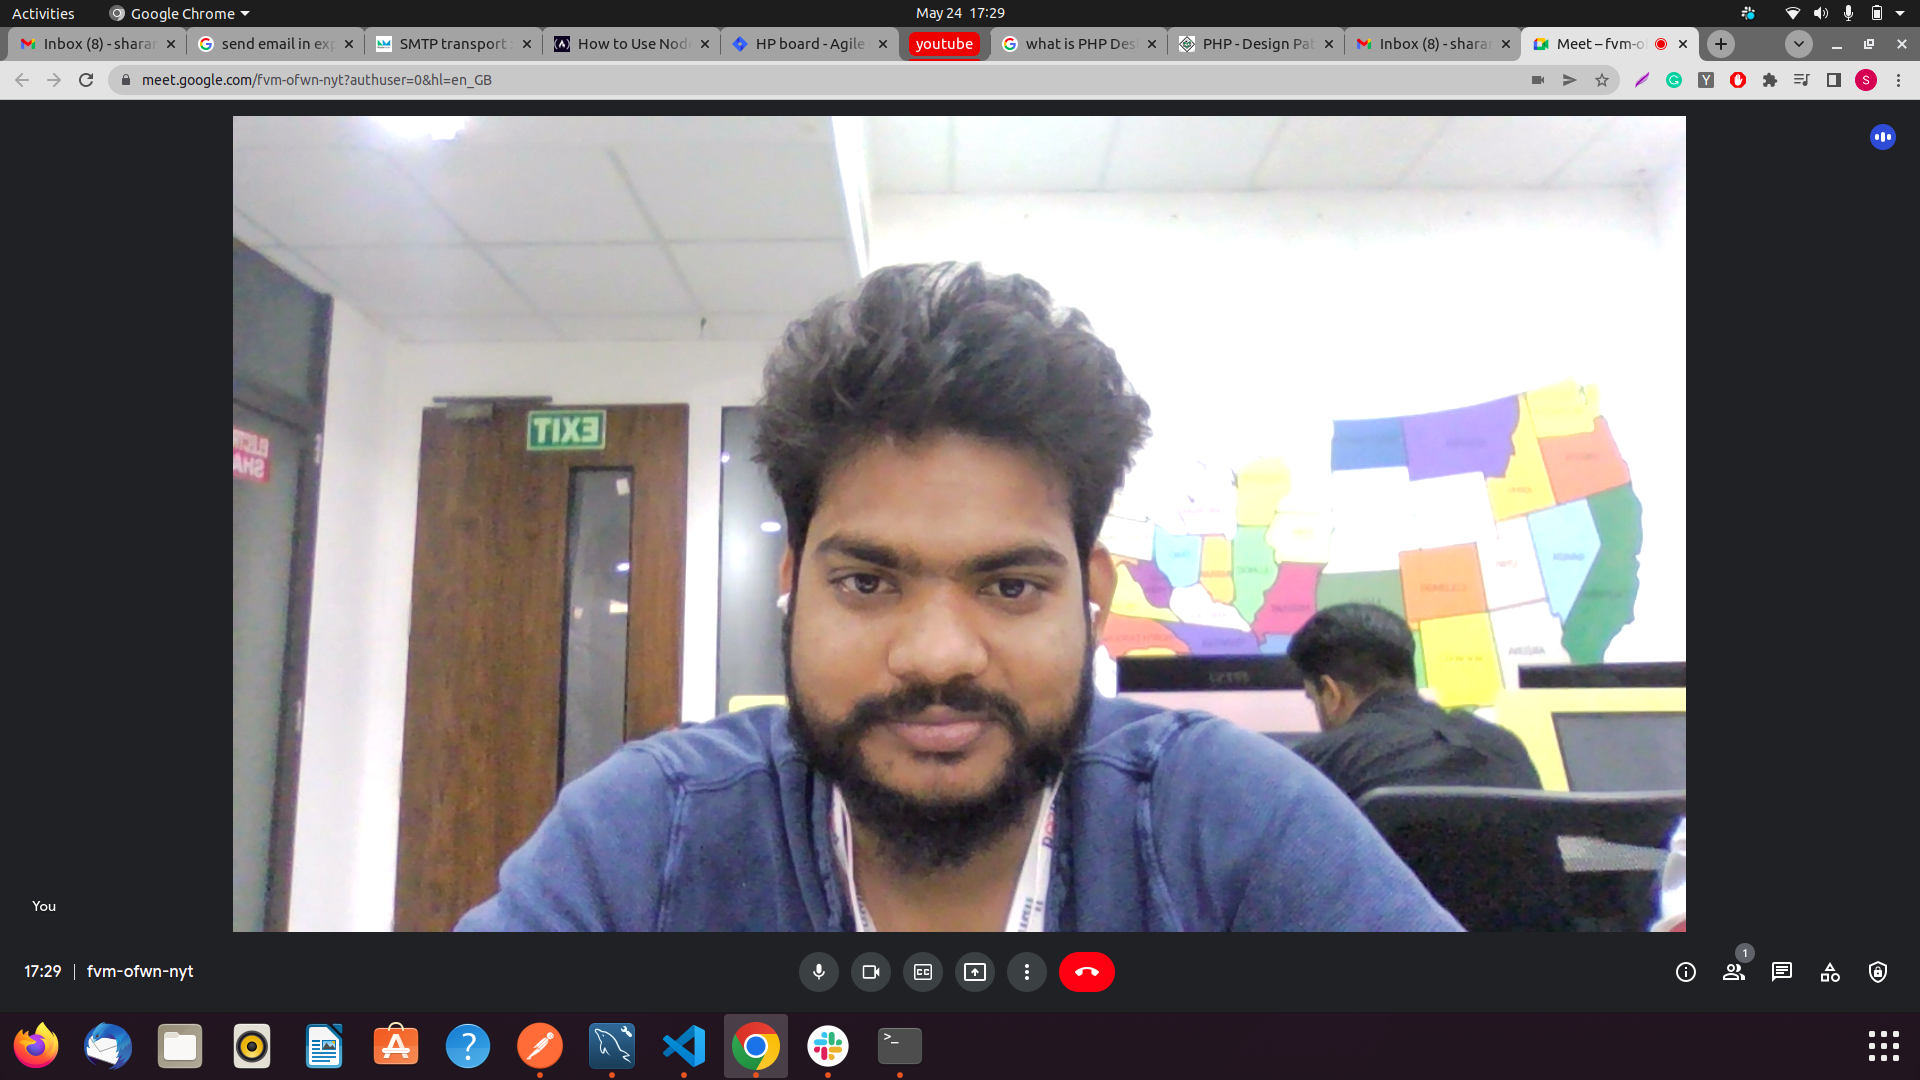 Activities
Google Chrome
May 24 17:29
Inbox (8) - sharan
send email in exp
SMTP transport
How to Use Nod
HP board - Agile
youtube
what is PHP Des
PHP - Design Pat
Inbox (8) - sharan
Meet – fvm-o
meet.google.com/fvm-ofwn-nyt?authuser=0&hl=en_GB
S
EXIT
You
17:29 | fvm-ofwn-nyt
1